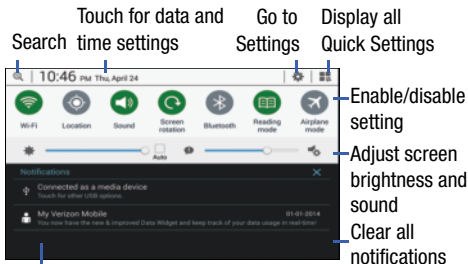 Touch for data and
time settings
Go to
Settings
Display all
Quick Settings
Search
10:46 PM Thu, April 24
Enable/disable
setting
Wi-Fi
Location
Sound
Screen
rotation
Bluetooth
Reading
mode
Airplane
mode
Auto
Adjust screen
brightness and
sound
Notifications
Connected as a media device
Touch for other USB options.
My Verizon Mobile 01-01-2014
You now have the new & improved Data Widget and keep track of your data usage in real-time!
Clear all
notifications